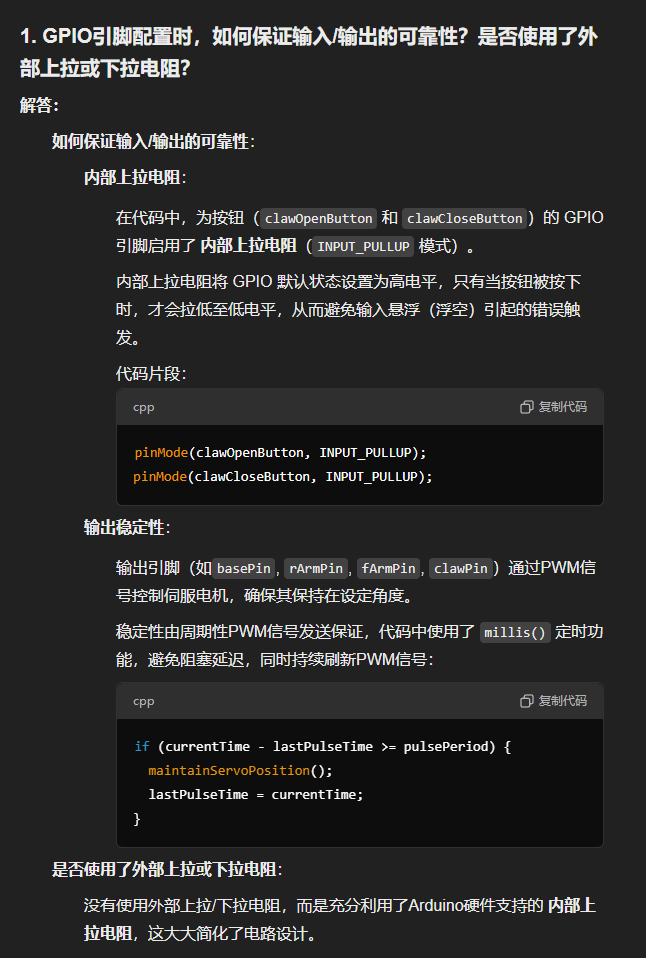 1. GPIO引脚配置时，如何保证输入/输出的可靠性？是否使用了外
部上拉或下拉电阻？
解答：
如何保证输入/输出的可靠性：
内部上拉电阻：
在代码中，为按钮（clawOpenButton 和 clawCloseButton）的 GPIO
引脚启用了 内部上拉电阻（INPUT_PULLUP 模式）。
内部上拉电阻将 GPIO 默认状态设置为高电平，只有当按钮被按下
时，才会拉低至低电平，从而避免输入悬浮（浮空）引起的错误触
发。
代码片段：
cpp 复制代码
pinMode(clawOpenButton, INPUT_PULLUP);
pinMode(clawCloseButton, INPUT_PULLUP);
输出稳定性：
输出引脚（如basePin, rArmPin, fArmPin, clawPin）通过PWM信
号控制伺服电机，确保其保持在设定角度。
稳定性由周期性PWM信号发送保证，代码中使用了 millis() 定时功
能，避免阻塞延迟，同时持续刷新PWM信号：
cpp 复制代码
if (currentTime - lastPulseTime >= pulsePeriod) {
maintainServoPosition();
lastPulseTime = currentTime;
}
是否使用了外部上拉或下拉电阻：
没有使用外部上拉/下拉电阻，而是充分利用了Arduino硬件支持的 内部上
拉电阻，这大大简化了电路设计。